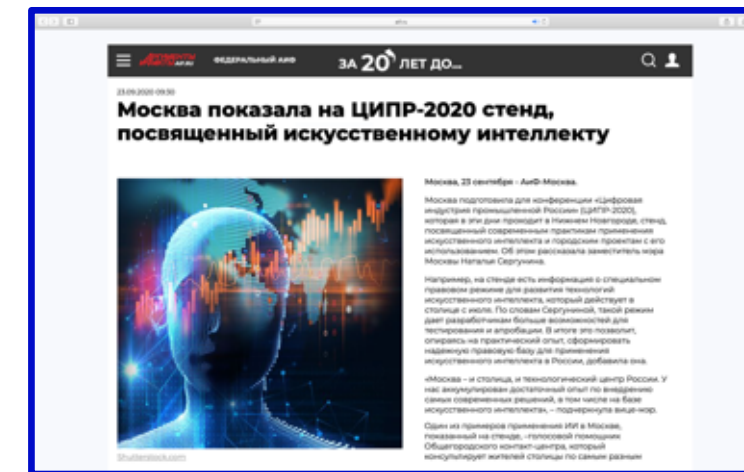 АРГУМЕНТЫ
AIF.RU
ФЕДЕРАЛЬНЫЙ АИФ
ЗА 20 ЛЕТ ДО...
23.09.2020 09:30
Москва показала на ЦИПР-2020 стенд,
посвященный искусственному интеллекту
Москва, 23 сентября – АиФ-Москва.
Москва подготовила для конференции «Цифровая
индустрия промышленной России» (ЦИПР-2020),
которая в эти дни проходит в Нижнем Новгороде, стенд,
посвященный современным практикам применения
искусственного интеллекта и городским проектам с его
использованием. Об этом рассказала заместитель мэра
Москвы Наталья Сергунина.
Например, на стенде есть информация о специальном
правовом режиме для развития технологий
искусственного интеллекта, который действует в
столице с июля. По словам Сергуниной, такой режим
дает разработчикам больше возможностей для
тестирования и апробации. В итоге это позволит,
опираясь на практический опыт, сформировать
надежную правовую базу для применения
искусственного интеллекта в России, добавила она.
«Москва – и столица, и технологический центр России. У
нас аккумулирован достаточный опыт по внедрению
самых современных решений, в том числе на базе
искусственного интеллекта», – подчеркнула вице-мэр.
Один из примеров применения ИИ в Москве,
показанный на стенде, –голосовой помощник
Общегородского контакт-центра, который
консультирует жителей столицы по самым разным
Shutterstock.com